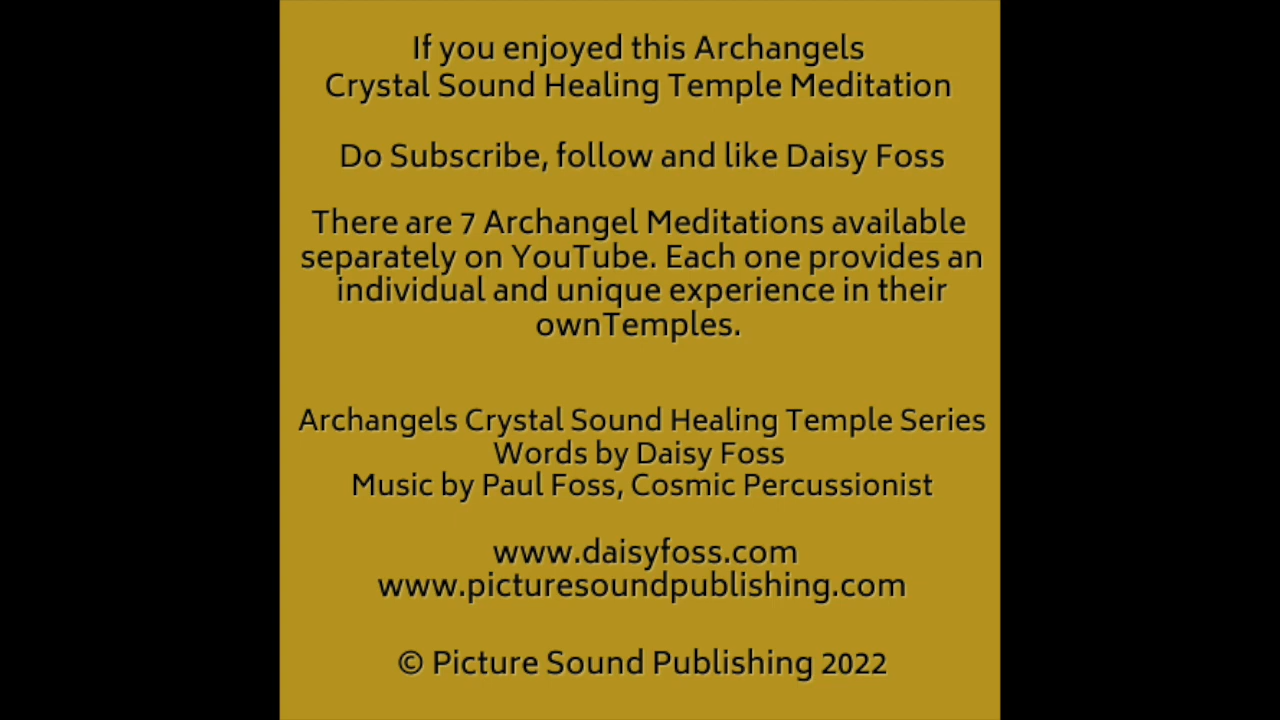 If you enjoyed this Archangels
Crystal Sound Healing Temple Meditation
Do Subscribe, follow and like Daisy Foss
There are 7 Archangel Meditations available
separately on YouTube. Each one provides an
individual and unique experience in their
ownTemples.
Archangels Crystal Sound Healing Temple Series
Words by Daisy Foss
Music by Paul Foss, Cosmic Percussionist
www.daisyfoss.com
www.picturesoundpublishing.com
© Picture Sound Publishing 2022